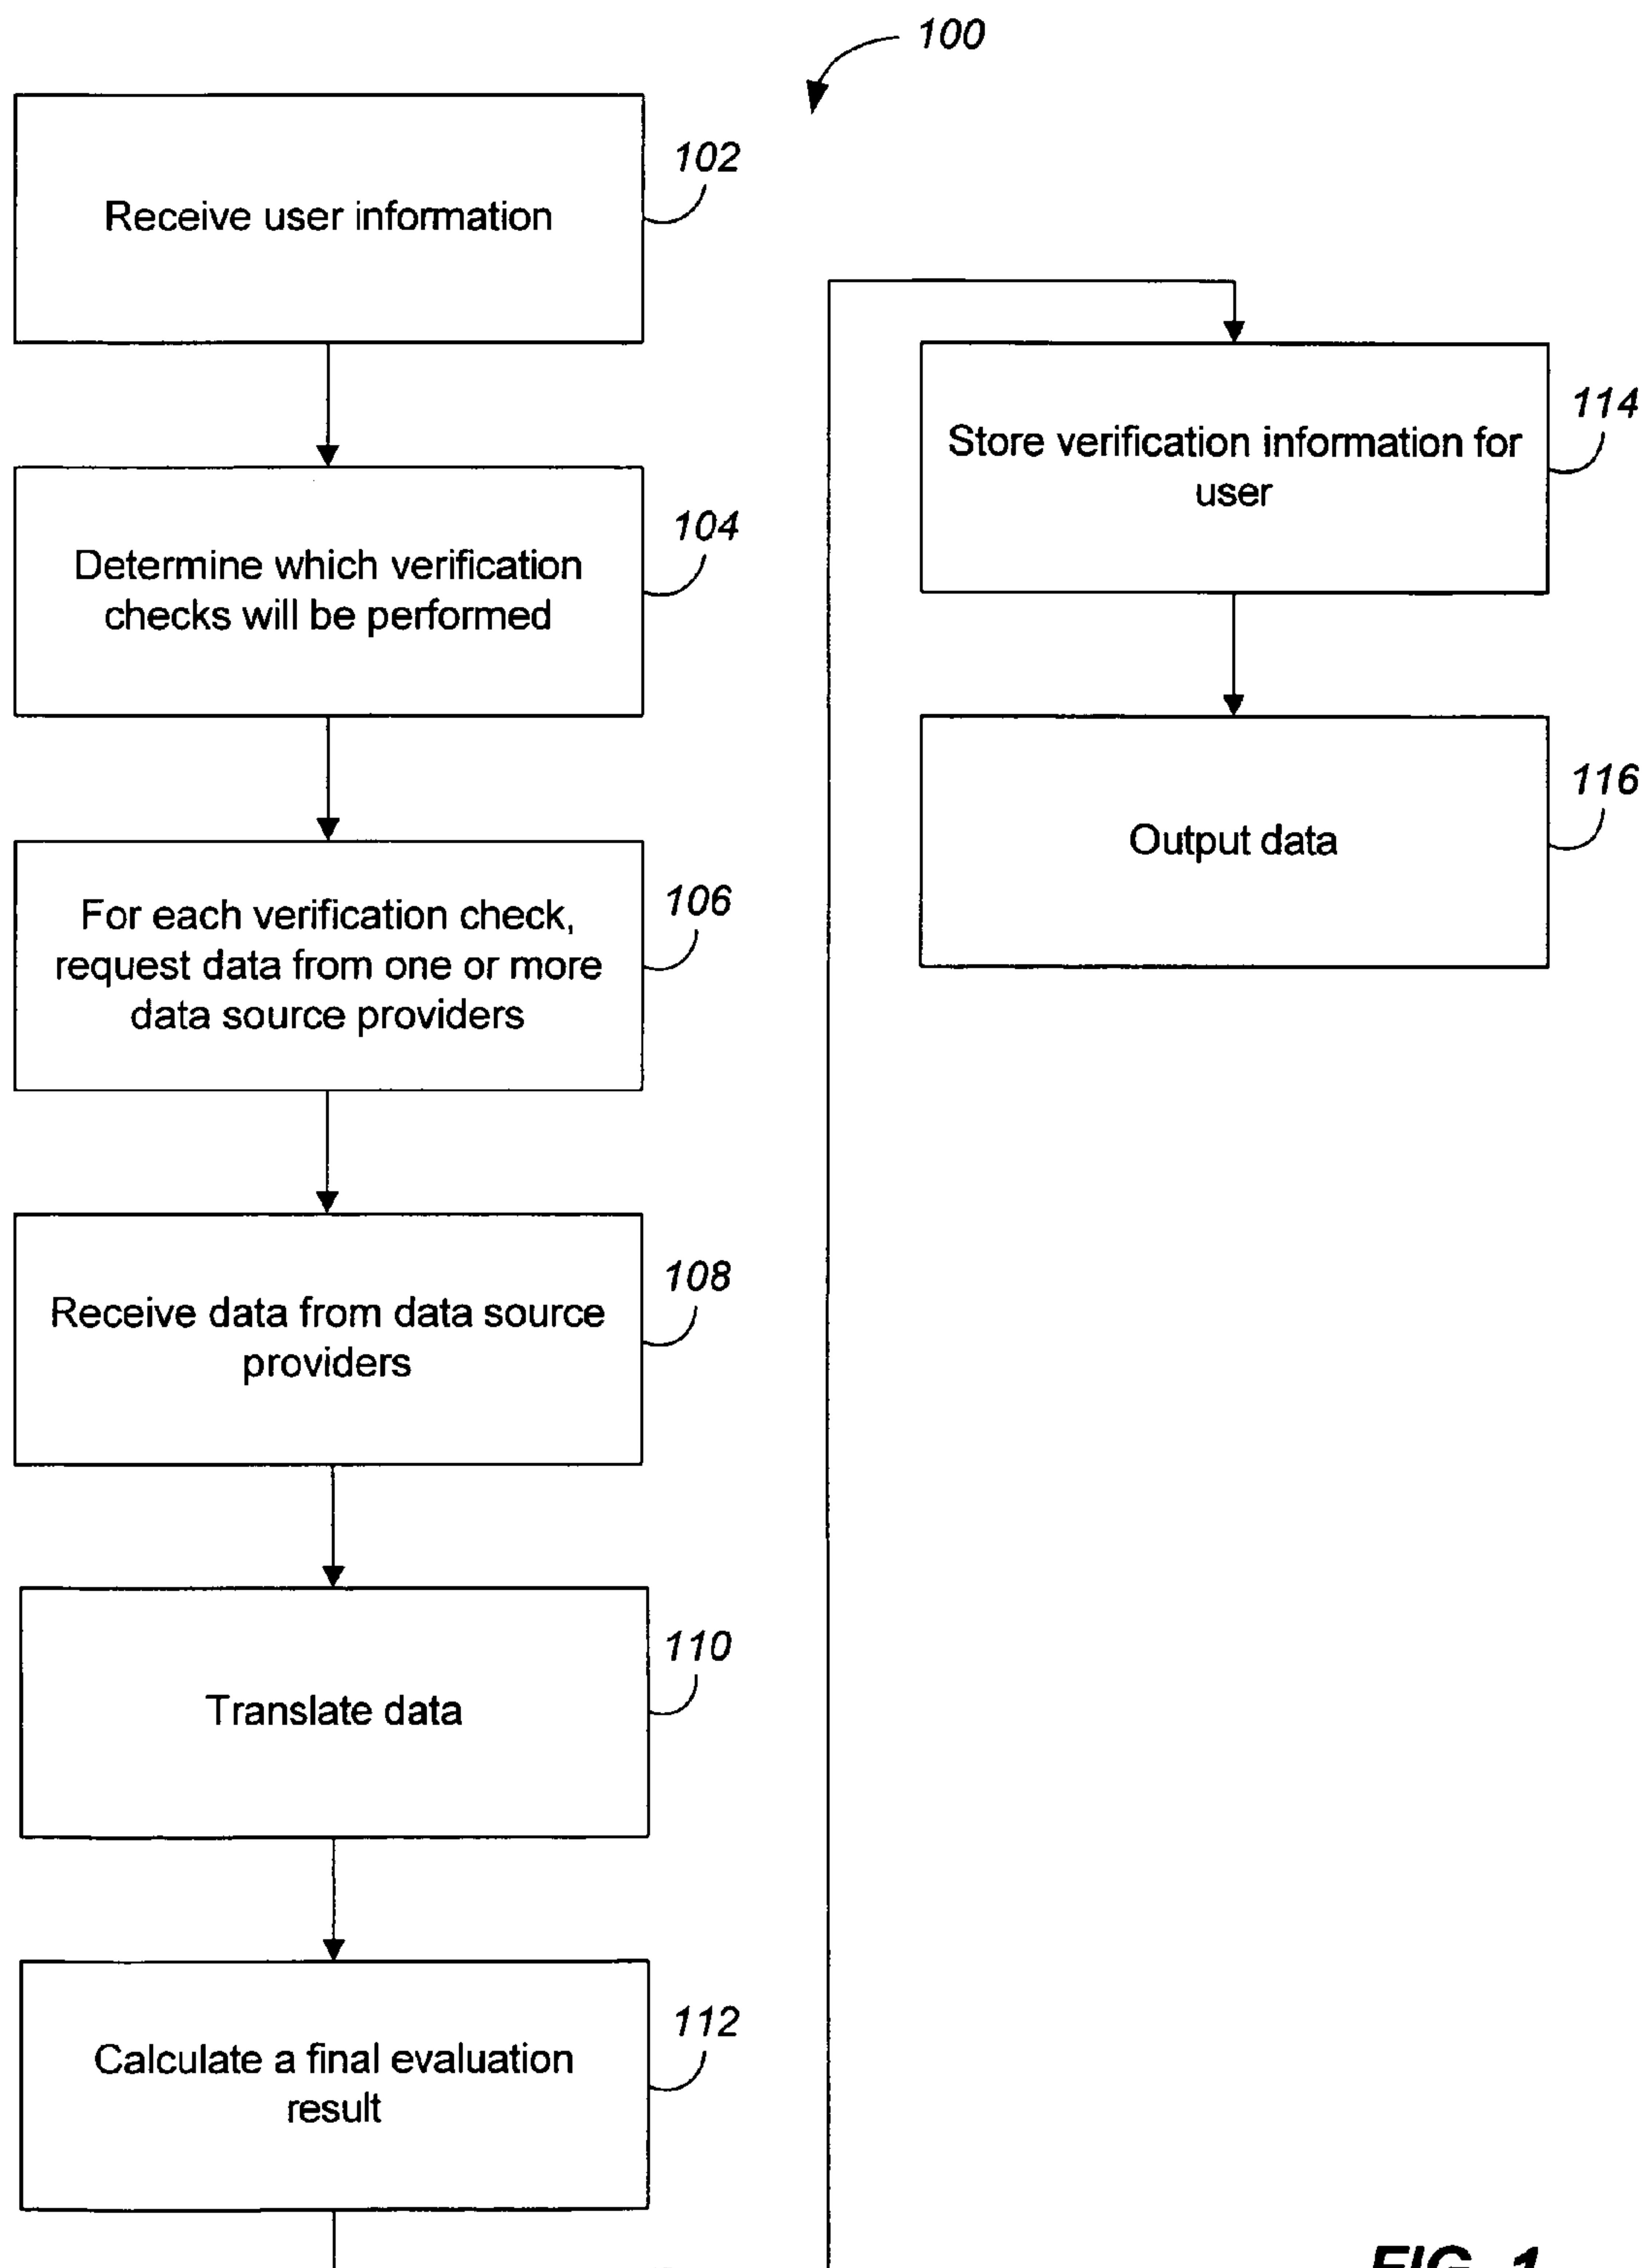 100
Receive user information
102
Determine which verification
checks will be performed
104
For each verification check,
request data from one or more
data source providers
106
Receive data from data source
providers
108
Translate data
110
Calculate a final evaluation
result
112
Store verification information for
user
114
Output data
116
FIG. 1